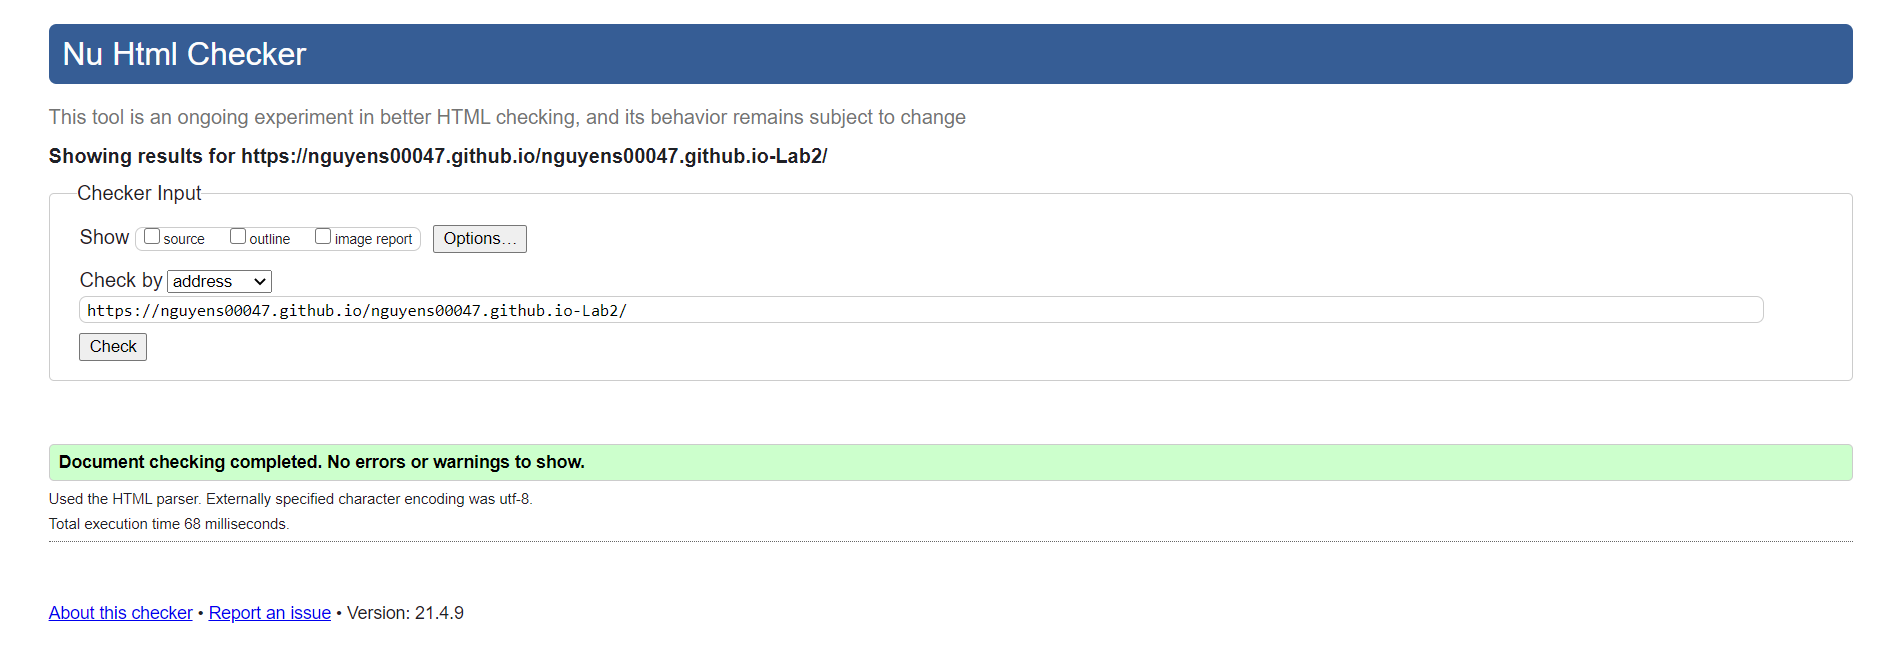 Nu Html Checker
This tool is an ongoing experiment in better HTML checking, and its behavior remains subject to change
Showing results for https://nguyens00047.github.io/nguyens00047.github.io-Lab2/
Checker Input
Show source outline image report Options…
Check by address
https://nguyens00047.github.io/nguyens00047.github.io-Lab2/
Check
Document checking completed. No errors or warnings to show.
Used the HTML parser. Externally specified character encoding was utf-8.
Total execution time 68 milliseconds.
About this checker • Report an issue • Version: 21.4.9